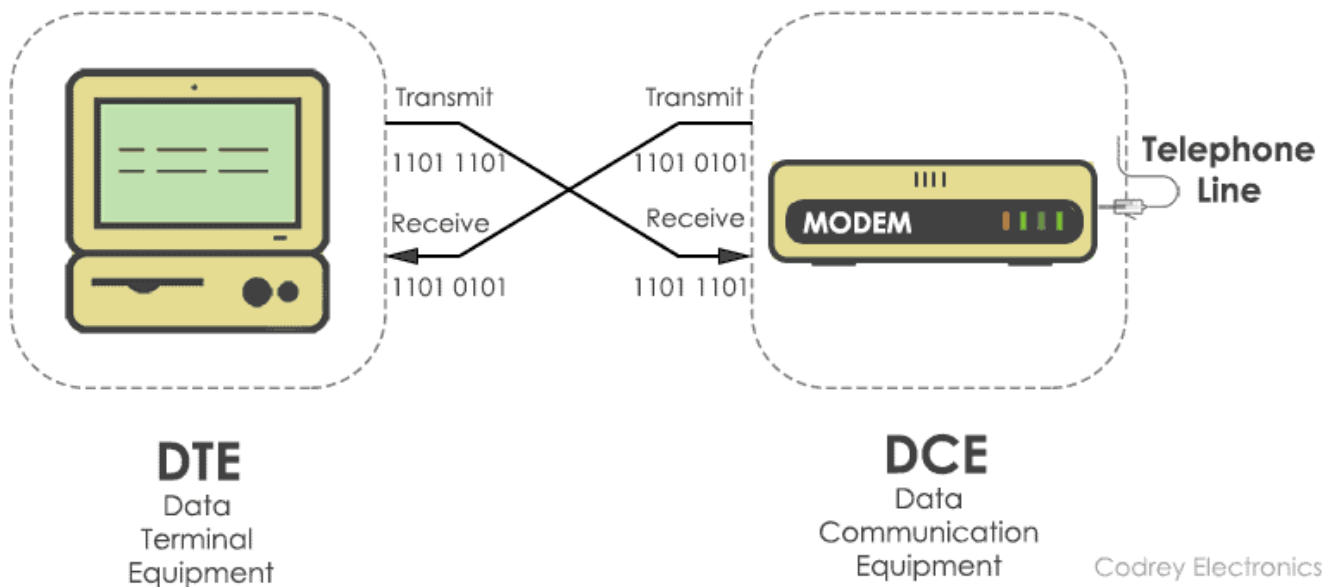 Transmit
Transmit
1101 1101
1101 0101
Receive
Receive
1101 0101
1101 1101
MODEM
Telephone
Line
DTE
Data
Terminal
Equipment
DCE
Data
Communication
Equipment
Codrey Electronics